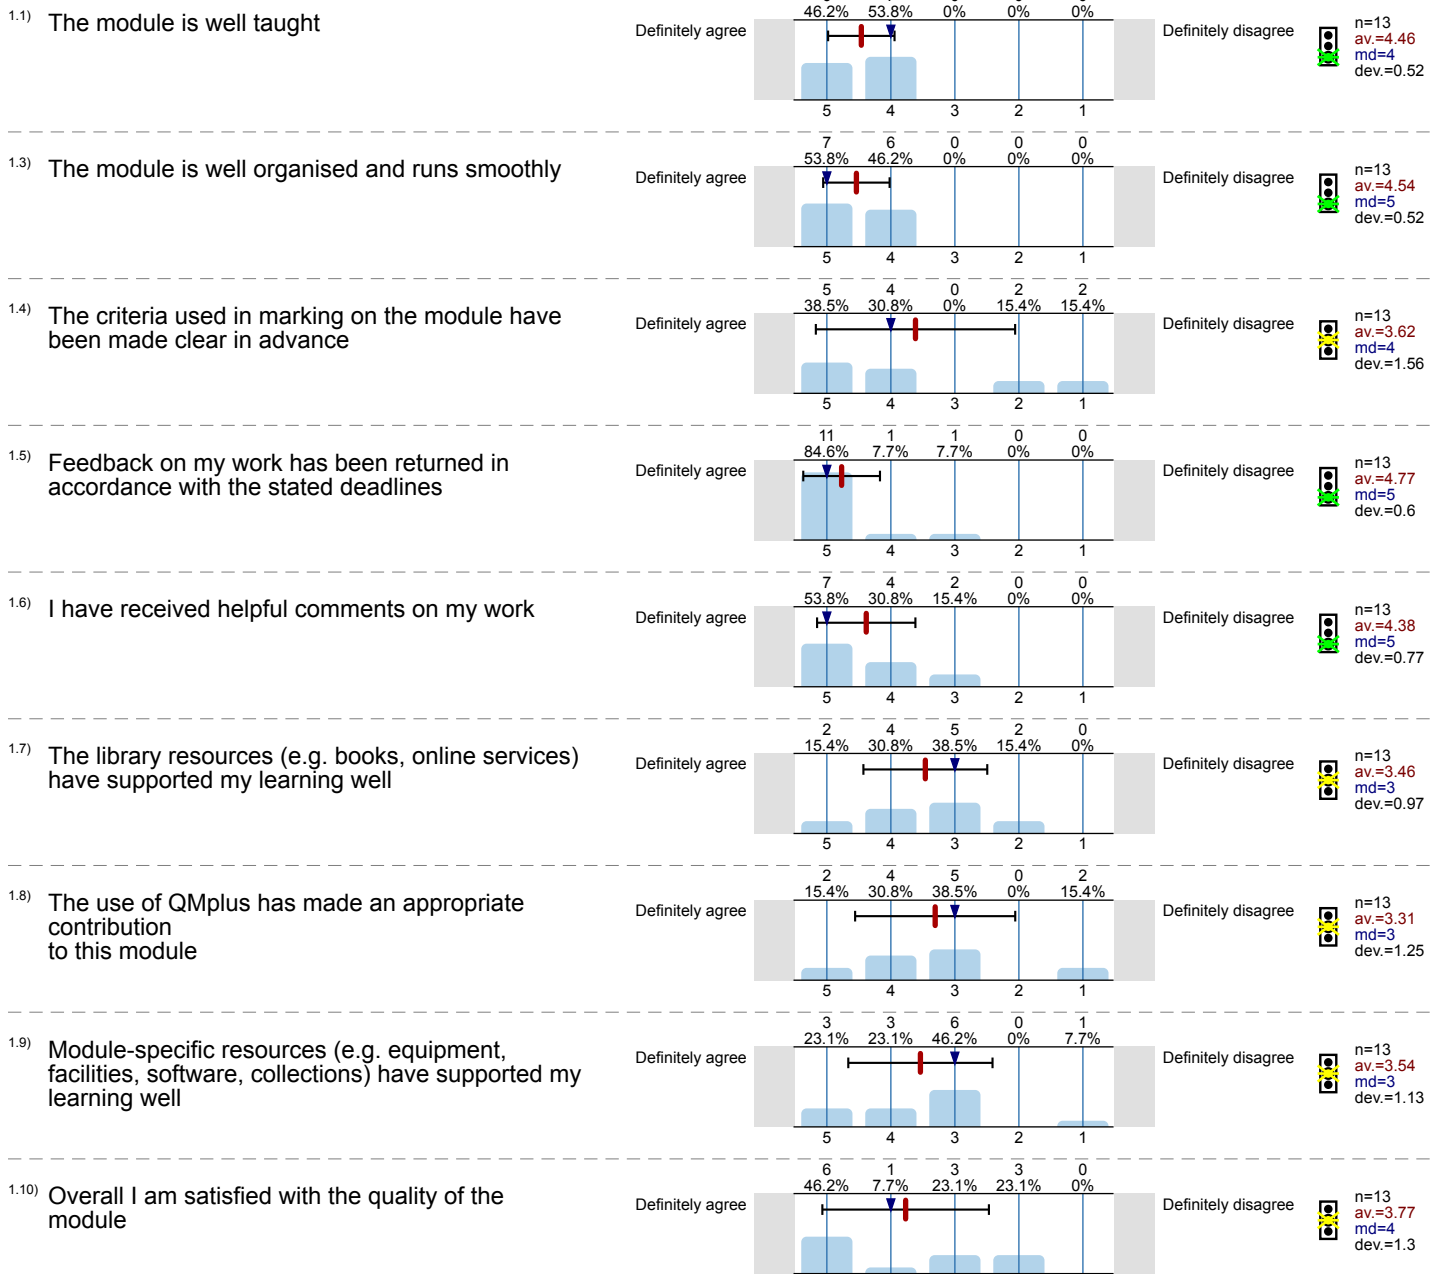 46.2% 53.8% 0% 0% 0%
1.1) The module is well taught
Definitely agree
Definitely disagree
n=13
av.=4.46
md=4
dev.=0.52
5 4 3 2 1
7 6 0 0 0
53.8% 46.2% 0% 0% 0%
1.3) The module is well organised and runs smoothly
Definitely agree
Definitely disagree
n=13
av.=4.54
md=5
dev.=0.52
5 4 3 2 1
5 4 0 2 2
38.5% 30.8% 0% 15.4% 15.4%
1.4) The criteria used in marking on the module have
been made clear in advance
Definitely agree
Definitely disagree
n=13
av.=3.62
md=4
dev.=1.56
5 4 3 2 1
11 1 1 0 0
84.6% 7.7% 7.7% 0% 0%
1.5) Feedback on my work has been returned in
accordance with the stated deadlines
Definitely agree
Definitely disagree
n=13
av.=4.77
md=5
dev.=0.6
5 4 3 2 1
7 4 2 0 0
53.8% 30.8% 15.4% 0% 0%
1.6) I have received helpful comments on my work
Definitely agree
Definitely disagree
n=13
av.=4.38
md=5
dev.=0.77
5 4 3 2 1
2 4 5 2 0
15.4% 30.8% 38.5% 15.4% 0%
1.7) The library resources (e.g. books, online services)
have supported my learning well
Definitely agree
Definitely disagree
n=13
av.=3.46
md=3
dev.=0.97
5 4 3 2 1
2 4 5 0 2
15.4% 30.8% 38.5% 0% 15.4%
1.8) The use of QMplus has made an appropriate
contribution
to this module
Definitely agree
Definitely disagree
n=13
av.=3.31
md=3
dev.=1.25
5 4 3 2 1
3 3 6 0 1
23.1% 23.1% 46.2% 0% 7.7%
1.9) Module-specific resources (e.g. equipment,
facilities, software, collections) have supported my
learning well
Definitely agree
Definitely disagree
n=13
av.=3.54
md=3
dev.=1.13
5 4 3 2 1
6 1 3 3 0
46.2% 7.7% 23.1% 23.1% 0%
1.10) Overall I am satisfied with the quality of the
module
Definitely agree
Definitely disagree
n=13
av.=3.77
md=4
dev.=1.3